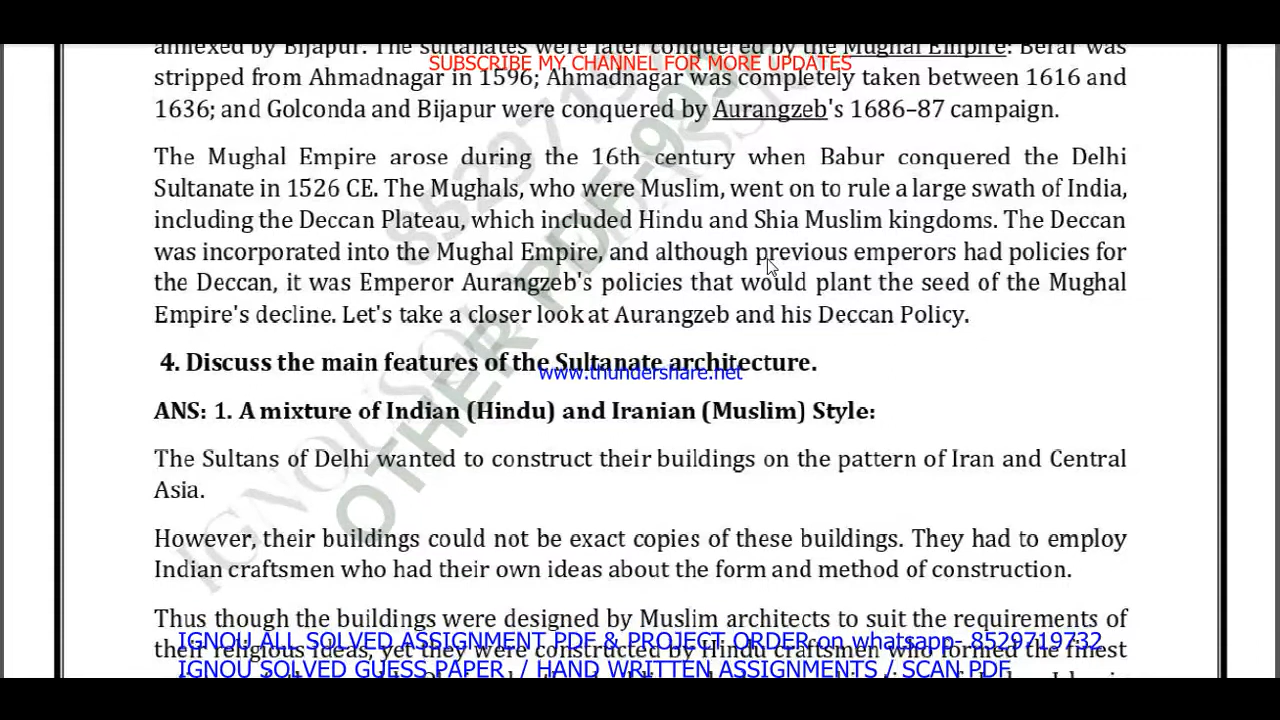 annexed by Bijapur. The sultanates were later conquered by the Mughal Empire: Berar was
SUBSCRIBE MY CHANNEL FOR MORE UPDATES
stripped from Ahmadnagar in 1596; Ahmadnagar was completely taken between 1616 and
1636; and Golconda and Bijapur were conquered by Aurangzeb's 1686–87 campaign.
The Mughal Empire arose during the 16th century when Babur conquered the Delhi
Sultanate in 1526 CE. The Mughals, who were Muslim, went on to rule a large swath of India,
including the Deccan Plateau, which included Hindu and Shia Muslim kingdoms. The Deccan
was incorporated into the Mughal Empire, and although previous emperors had policies for
the Deccan, it was Emperor Aurangzeb's policies that would plant the seed of the Mughal
Empire's decline. Let's take a closer look at Aurangzeb and his Deccan Policy.
4. Discuss the main features of the Sultanate architecture.
www.thundershare.net
ANS: 1. A mixture of Indian (Hindu) and Iranian (Muslim) Style:
The Sultans of Delhi wanted to construct their buildings on the pattern of Iran and Central
Asia.
However, their buildings could not be exact copies of these buildings. They had to employ
Indian craftsmen who had their own ideas about the form and method of construction.
Thus though the buildings were designed by Muslim architects to suit the requirements of
IGNOU ALL SOLVED ASSIGNMENT PDF & PROJECT ORDER on whatsapp- 8529719732
their religious ideas, yet they were constructed by Hindu craftsmen who formed the finest
IGNOU SOLVED GUESS PAPER / HAND WRITTEN ASSIGNMENTS / SCAN PDF
OTHER PDF-995